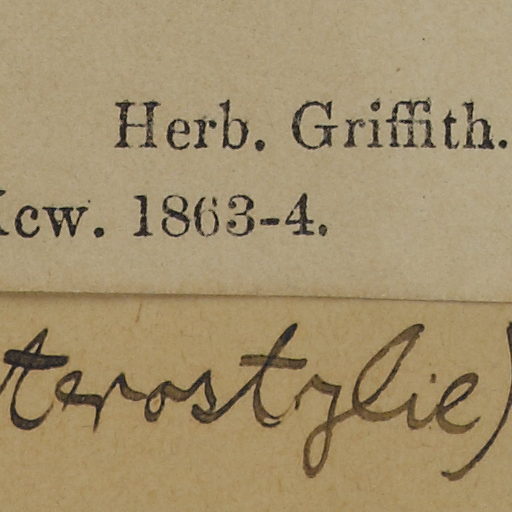 Herb. Griffith.
Kew. 1863-4.
terostylie)